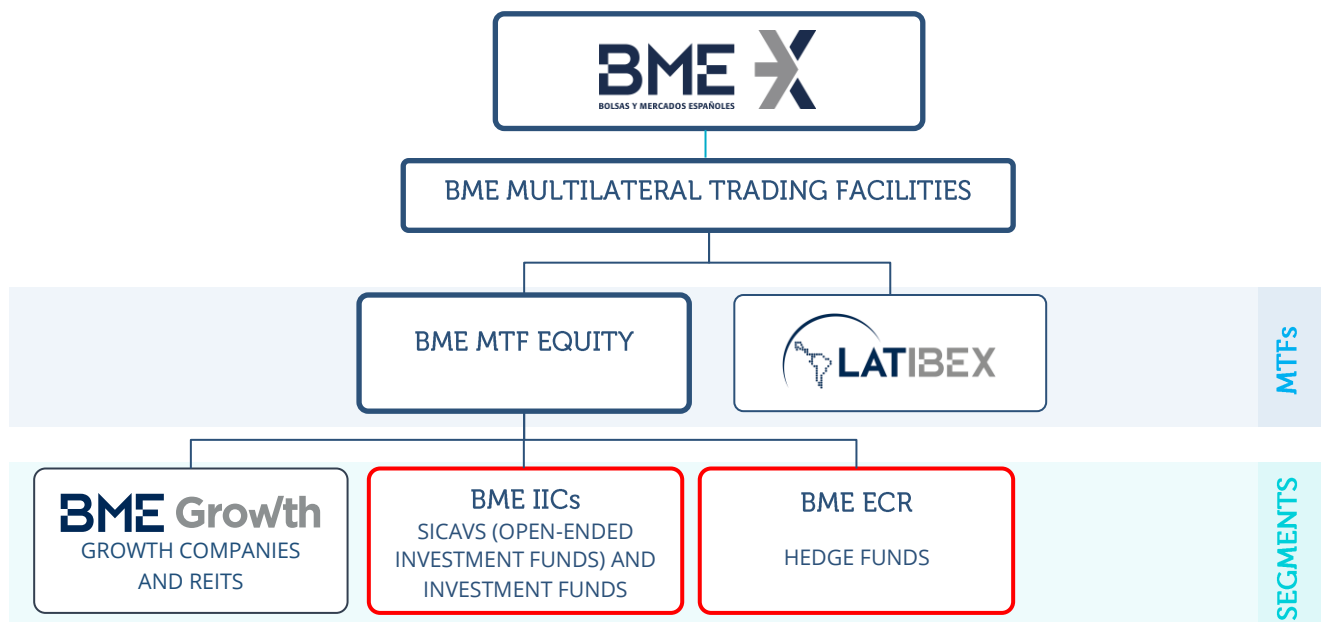 BME X
BOLSAS Y MERCADOS ESPAÑOLES
BME MULTILATERAL TRADING FACILITIES
BME MTF EQUITY
LATIBEX
MTFs
BME Growth
GROWTH COMPANIES
AND REITS
BME IICs
SICAVS (OPEN-ENDED
INVESTMENT FUNDS) AND
INVESTMENT FUNDS
BME ECR
HEDGE FUNDS
SEGMENTS